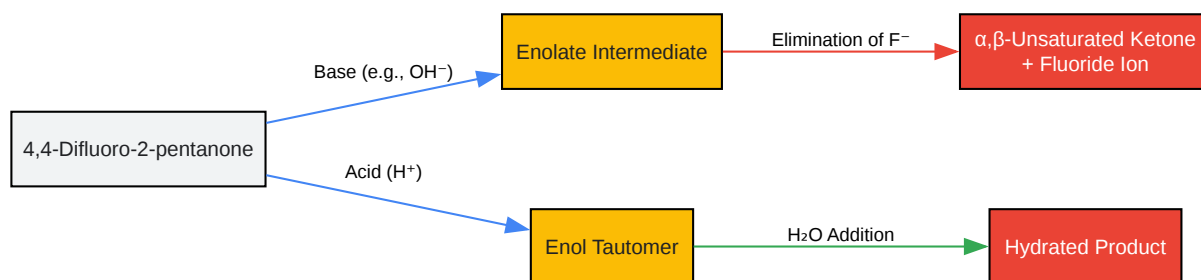 4,4-Difluoro-2-pentanone
Base (e.g., OH⁻)
Enolate Intermediate
Elimination of F⁻
α,β-Unsaturated Ketone
+ Fluoride Ion
Acid (H⁺)
Enol Tautomer
H₂O Addition
Hydrated Product